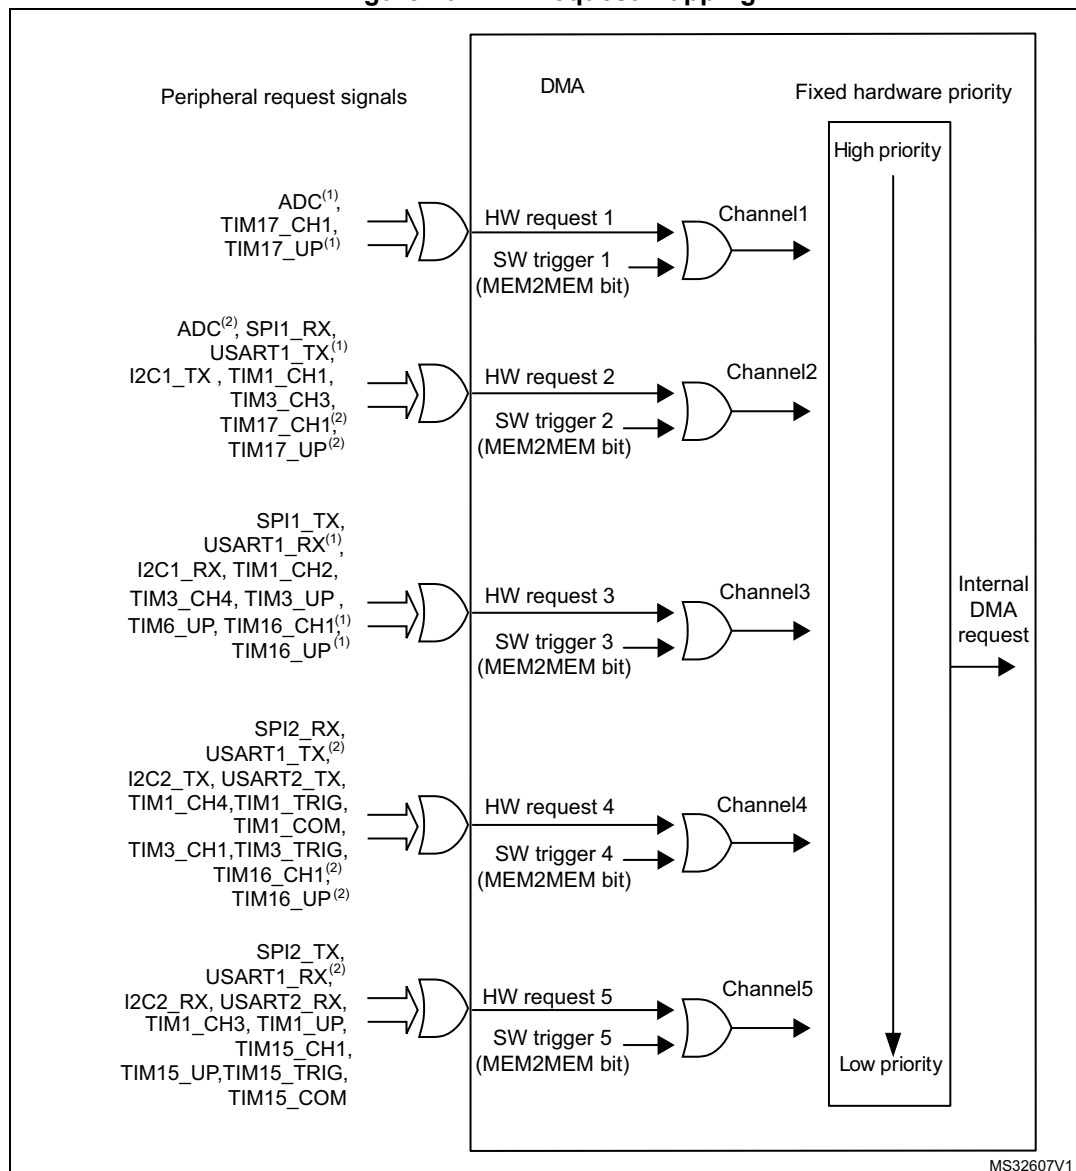 Peripheral request signals
DMA
Fixed hardware priority
High priority
ADC(1),
TIM17_CH1,
TIM17_UP(1)
HW request 1
SW trigger 1
(MEM2MEM bit)
Channel1
ADC(2), SPI1_RX,
USART1_TX,(1)
I2C1_TX , TIM1_CH1,
TIM3_CH3,
TIM17_CH1,(2)
TIM17_UP(2)
HW request 2
SW trigger 2
(MEM2MEM bit)
Channel2
SPI1_TX,
USART1_RX(1),
I2C1_RX, TIM1_CH2,
TIM3_CH4, TIM3_UP ,
TIM6_UP, TIM16_CH1,(1)
TIM16_UP(1)
HW request 3
SW trigger 3
(MEM2MEM bit)
Channel3
Internal
DMA
request
SPI2_RX,
USART1_TX,(2)
I2C2_TX, USART2_TX,
TIM1_CH4,TIM1_TRIG,
TIM1_COM,
TIM3_CH1,TIM3_TRIG,
TIM16_CH1,(2)
TIM16_UP(2)
HW request 4
SW trigger 4
(MEM2MEM bit)
Channel4
SPI2_TX,
USART1_RX,(2)
I2C2_RX, USART2_RX,
TIM1_CH3, TIM1_UP,
TIM15_CH1,
TIM15_UP,TIM15_TRIG,
TIM15_COM
HW request 5
SW trigger 5
(MEM2MEM bit)
Channel5
Low priority
MS32607V1